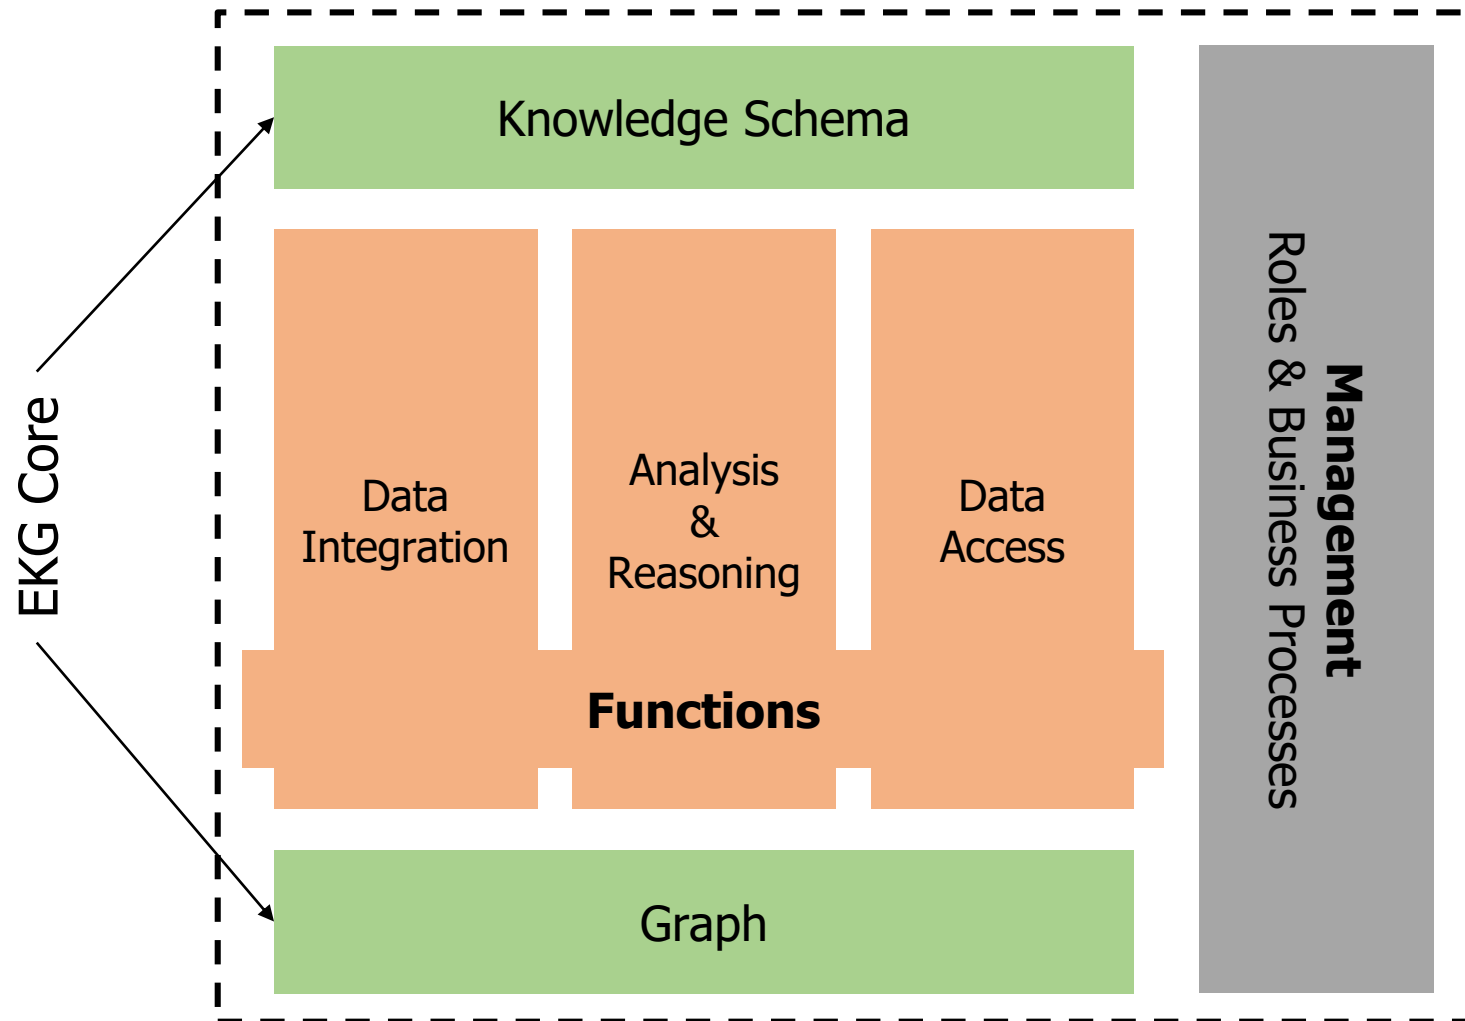 Knowledge Schema
EKG Core
Data
Integration
Analysis
&
Reasoning
Data
Access
Functions
Graph
Management
Roles & Business Processes